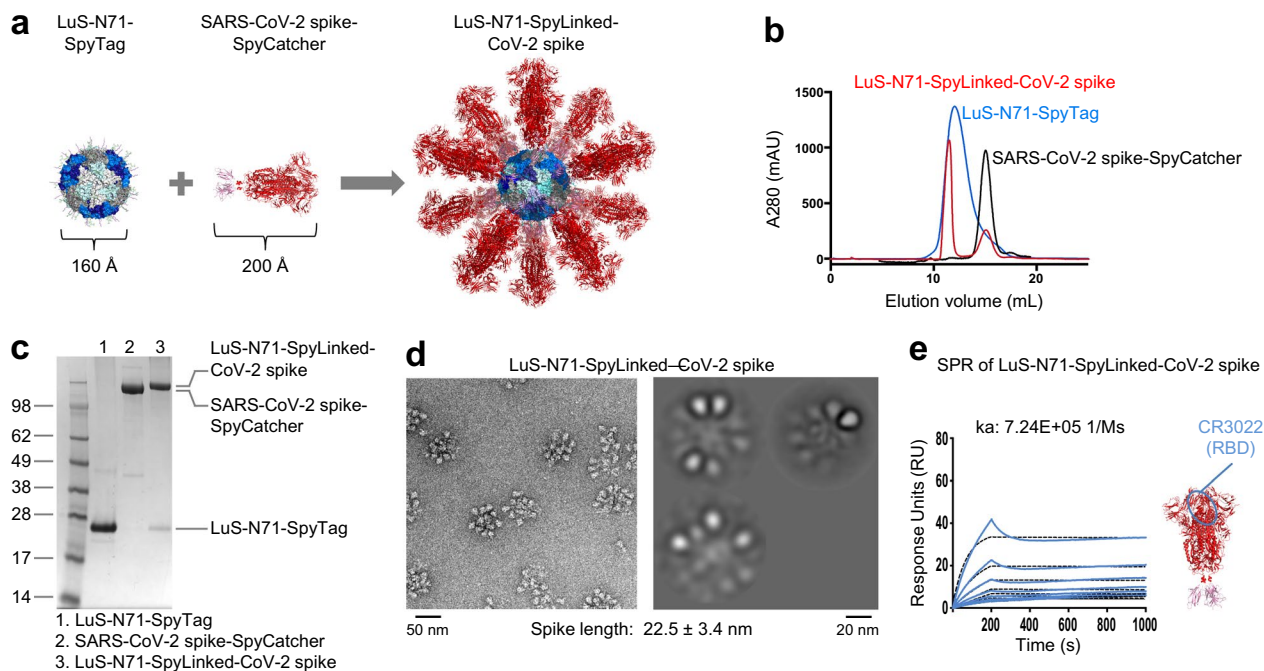 a
LuS-N71-
SpyTag
SARS-CoV-2 spike-
SpyCatcher
LuS-N71-SpyLinked-
CoV-2 spike
160 Å
200 Å
b
LuS-N71-SpyLinked-CoV-2 spike
LuS-N71-SpyTag
SARS-CoV-2 spike-SpyCatcher
A280 (mAU)
1500
1000
500
0
0
10
20
Elution volume (mL)
c
1 2 3
98
62
49
38
28
17
14
LuS-N71-SpyLinked-
CoV-2 spike
SARS-CoV-2 spike-
SpyCatcher
LuS-N71-SpyTag
1. LuS-N71-SpyTag
2. SARS-CoV-2 spike-SpyCatcher
3. LuS-N71-SpyLinked-CoV-2 spike
d
LuS-N71-SpyLinked-CoV-2 spike
50 nm
Spike length: 22.5 ± 3.4 nm
20 nm
e
SPR of LuS-N71-SpyLinked-CoV-2 spike
ka: 7.24E+05 1/Ms
Response Units (RU)
80
60
40
20
0
200 400 600 800 1000
Time (s)
CR3022
(RBD)